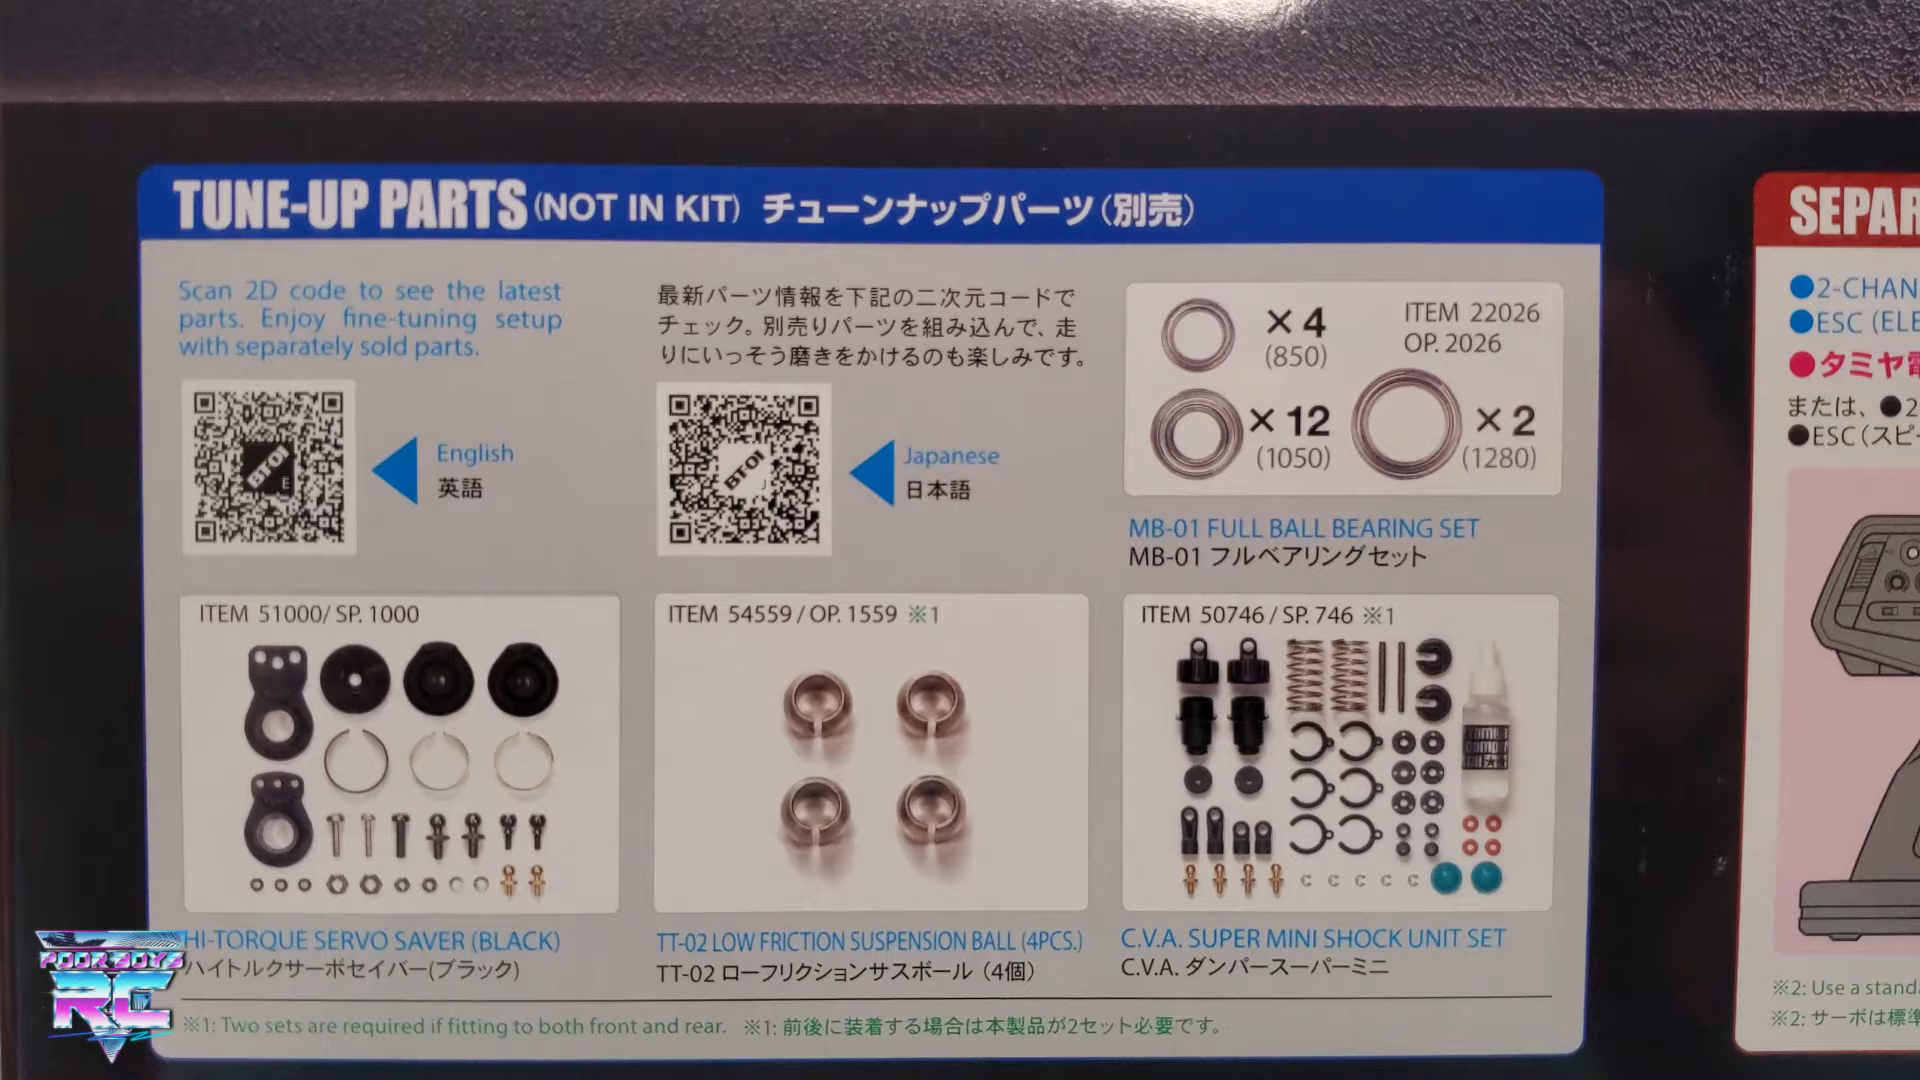 TUNE-UP PARTS (NOT IN KIT) チューンナップパーツ(別売)
Scan 2D code to see the latest
parts. Enjoy fine-tuning setup
with separately sold parts.
BT01
E
English
英語
最新パーツ情報を下記の二次元コードで
チェック。別売りパーツを組み込んで、走
りにいっそう磨きをかけるのも楽しみです。
BT01
J
Japanese
日本語
×4
(850)
ITEM 22026
OP. 2026
×12
(1050)
×2
(1280)
MB-01 FULL BALL BEARING SET
MB-01 フルベアリングセット
ITEM 51000/ SP. 1000
HI-TORQUE SERVO SAVER (BLACK)
ハイトルクサーボセイバー(ブラック)
ITEM 54559 / OP. 1559 ※1
TT-02 LOW FRICTION SUSPENSION BALL (4PCS.)
TT-02 ローフリクションサスボール (4個)
ITEM 50746 / SP. 746 ※1
C.V.A. SUPER MINI SHOCK UNIT SET
C.V.A. ダンパースーパーミニ
※1: Two sets are required if fitting to both front and rear. ※1: 前後に装着する場合は本製品が2セット必要です。
SEPAR
●2-CHAN
●ESC (ELE
●タミヤ電
または、●2
●ESC(スピ
※2: Use a stand
※2: サーボは標準
POOR BOYS
RC